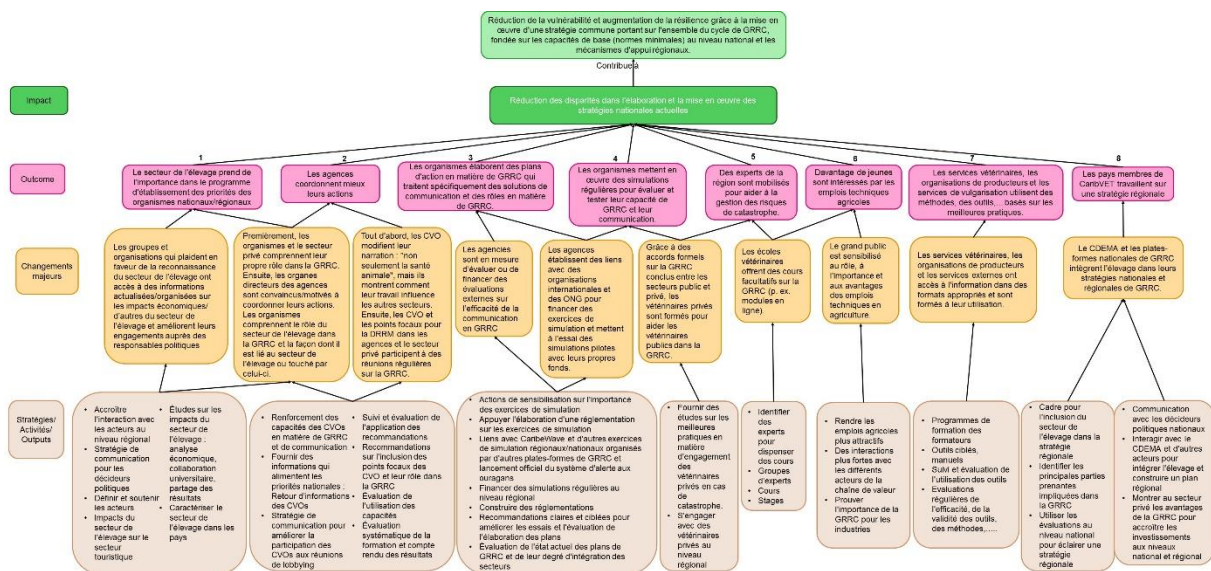 Réduction de la vulnérabilité et augmentation de la résilience grâce à la mise en
œuvre d'une stratégie commune portant sur l'ensemble du cycle de GRRC,
fondée sur les capacités de base (normes minimales) au niveau national et les
mécanismes d'appui régionaux.
Contribue à
Impact
Réduction des disparités dans l'élaboration et la mise en œuvre des
stratégies nationales actuelles
Outcome
1
Le secteur de l'élevage prend de
l'importance dans le programme
d'établissement des priorités des
organismes nationaux/régionaux
2
Les agences
coordonnent mieux
leurs actions
3
Les organismes élaborent des plans
d'action en matière de GRRC qui
traitent spécifiquement des solutions de
communication et des rôles en matière
de GRRC.
4
Les organismes mettent en
œuvre des simulations
régulières pour évaluer et
tester leur capacité de
GRRC et leur communication.
5
Des experts de
la région sont mobilisés
pour aider à la
gestion des risques
de catastrophe.
6
Davantage de jeunes
sont intéressés par les
emplois techniques
agricoles
7
Les services vétérinaires, les
organisations de producteurs et les
services de vulgarisation utilisent des
méthodes, des outils,... basés sur les
meilleures pratiques.
8
Les pays membres de
CaribVET travaillent sur
une stratégie régionale
Changements
majeurs
Les groupes et
organisations qui plaident en
faveur de la reconnaissance
du secteur de l'élevage ont
accès à des informations
actualisées/organisées sur
les impacts économiques/
d'autres du secteur de
l'élevage et améliorent leurs
engagements auprès des
responsables politiques
Premièrement, les
organismes et le secteur
privé comprennent leur
propre rôle dans la GRRC.
Ensuite, les organes
directeurs des agences
sont convaincus/motivés à
coordonner leurs actions.
Les organismes
comprennent le rôle du
secteur de l'élevage dans
la GRRC et la façon dont il
est lié au secteur de
l'élevage ou touché par
celui-ci.
Tout d'abord, les CVO
modifient leur
narration : "non
seulement la santé
animale", mais ils
montrent comment
leur travail influence
les autres secteurs.
Ensuite, les CVO et
les points focaux pour
la DRRM dans les
agences et le secteur
privé participent à des
réunions régulières
sur la GRRC.
Les agences
sont en mesure
d'évaluer ou de
financer des
évaluations
externes sur
l'efficacité de la
communication
en GRRC
Les agences
établissent des liens
avec des
organisations
internationales et
des ONG pour
financer des
exercices de
simulation et mettent
à l'essai des
simulations pilotes
avec leurs propres
fonds.
Grâce à des
accords formels
sur la GRRC
conclus entre les
secteurs public et
privé, les
vétérinaires privés
sont formés pour
aider les
vétérinaires
publics dans la
GRRC.
Les écoles
vétérinaires
offrent des cours
facultatifs sur la
GRRC (p. ex.
modules en
ligne).
Le grand public
est sensibilisé
au rôle, à
l'importance et
aux avantages
des emplois
techniques en
agriculture.
Les services vétérinaires, les
organisations de producteurs et
les services externes ont
accès à l'information dans
des formats appropriés et sont
formés à leur utilisation.
Le CDEMA et les plates-
formes nationales de GRRC
intègrent l'élevage dans leurs
stratégies nationales et
régionales de GRRC.
Stratégies/
Activités/
Outputs
• Accroître
l'interaction avec
les acteurs au
niveau régional
• Stratégie de
communication
pour les
décideurs
politiques
• Définir et soutenir
les acteurs
• Impacts du
secteur de
l'élevage sur le
secteur
touristique
• Études sur les
impacts du
secteur de
l'élevage :
analyse
économique,
collaboration
universitaire,
partage des
résultats
• Caractériser le
secteur de
l'élevage dans les
pays
• Renforcement des
capacités des CVOs
en matière de GRRC
et de communication
• Fournir des
informations qui
alimentent les
priorités nationales :
Retour d'informations
des CVOs
• Stratégie de
communication pour
améliorer la
participation des
CVOs aux réunions
de lobbying
• Suivi et évaluation de
l'application des
recommandations
• Recommandations
sur l'inclusion des
points focaux des
CVO et leur rôle dans
la GRRC
• Évaluation de
l'utilisation des
capacités
• Évaluation
systématique de la
formation et compte
rendu des résultats
• Actions de sensibilisation sur l'importance
des exercices de simulation
• Appuyer l'élaboration d'une réglementation
sur les exercices de simulation
• Liens avec CaribeWave et d'autres exercices
de simulation régionaux/nationaux organisés
par d'autres plates-formes de GRRC et
lancement officiel du système d'alerte aux
ouragans
• Financer des simulations régulières au
niveau régional
• Construire des réglementations
• Recommandations claires et ciblées pour
améliorer les essais et l'évaluation de
l'élaboration des plans
• Évaluation de l'état actuel des plans de
GRRC et de leur degré d'intégration des
secteurs
• Fournir des
études sur les
meilleures
pratiques en
matière
d'engagement
des
vétérinaires
privés en cas
de
catastrophe.
• S'engager
avec des
vétérinaires
privés au
niveau
régional
• Identifier
des
experts
pour
dispenser
des cours
• Groupes
d'experts
• Cours
• Stages
• Rendre les
emplois agricoles
plus attractifs
• Des interactions
plus fortes avec
les différents
acteurs de la
chaîne de valeur
• Prouver
l'importance de la
GRRC pour les
industries
• Programmes de
formation des
formateurs
• Outils ciblés,
manuels
• Suivi et évaluation de
l'utilisation des outils
• Evaluations
régulières de
l'efficacité, de la
validité des outils,
des méthodes,.....
• Cadre pour
l'inclusion du
secteur de
l'élevage dans la
stratégie
régionale
• Identifier les
principales parties
prenantes
impliquées dans
la GRRC
• Utiliser les
évaluations au
niveau national
pour éclairer une
stratégie
régionale
• Communication
avec les décideurs
politiques nationaux
• Interagir avec le
CDEMA et d'autres
acteurs pour
intégrer l'élevage et
construire un plan
régional
• Montrer au secteur
privé les avantages
de la GRRC pour
accroître les
investissements
aux niveaux
national et régional